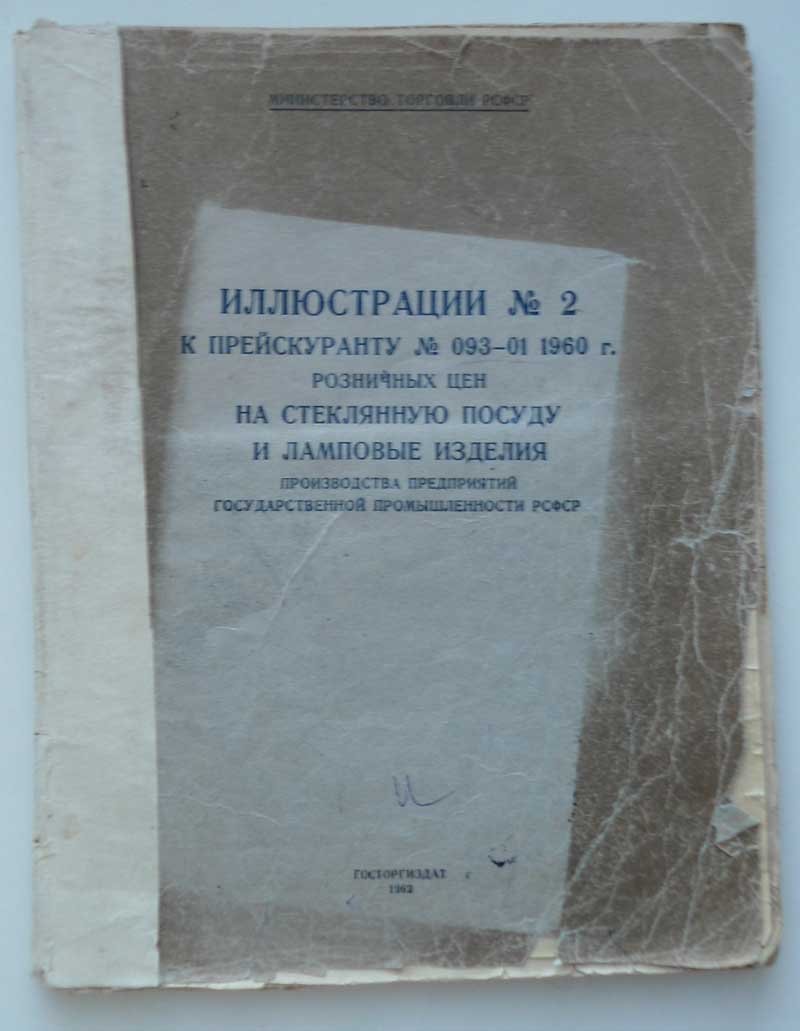 МИНИСТЕРСТВО ТОРГОВЛИ РСФСР
ИЛЛЮСТРАЦИИ № 2
К ПРЕЙСКУРАНТУ № 093-01 1960 г.
РОЗНИЧНЫХ ЦЕН
НА СТЕКЛЯННУЮ ПОСУДУ
И ЛАМПОВЫЕ ИЗДЕЛИЯ
ПРОИЗВОДСТВА ПРЕДПРИЯТИЙ
ГОСУДАРСТВЕННОЙ ПРОМЫШЛЕННОСТИ РСФСР
ГОСТОРГИЗДАТ